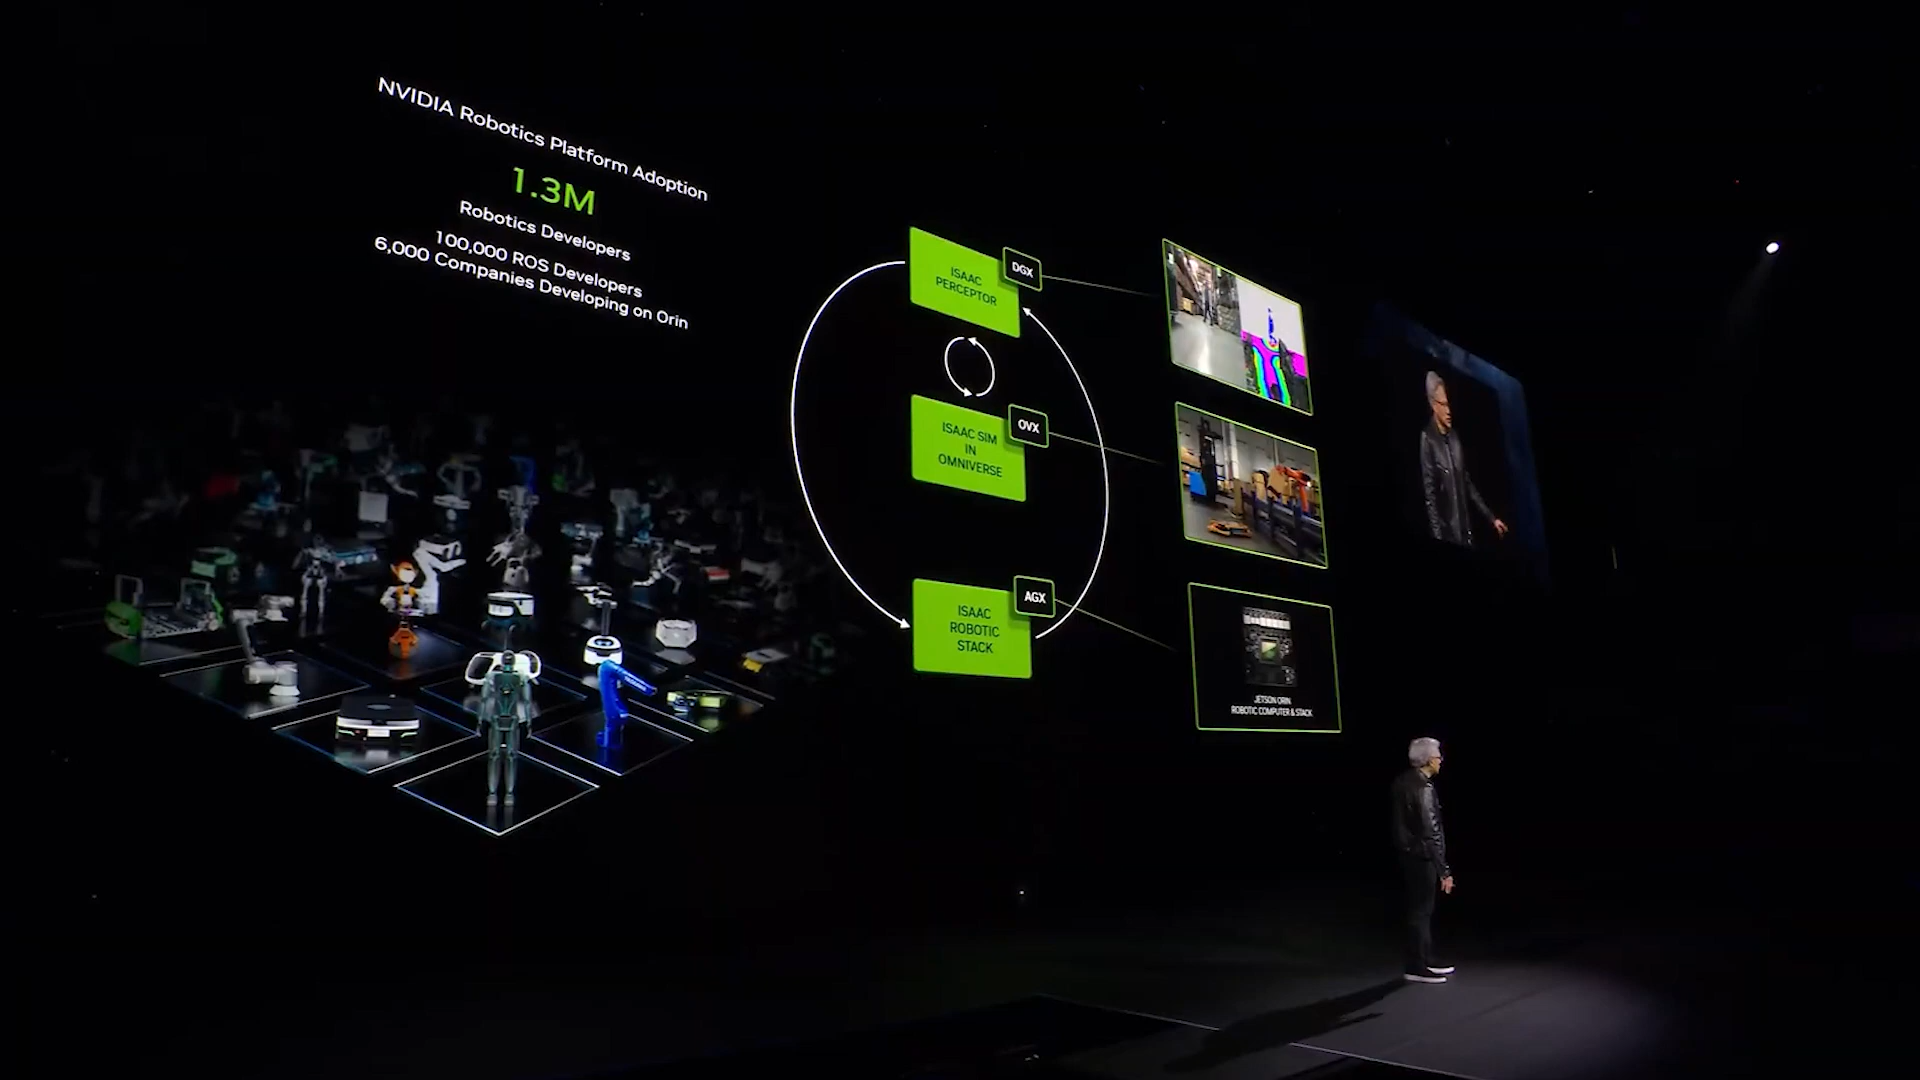 NVIDIA Robotics Platform Adoption
1.3M
Robotics Developers
100,000 ROS Developers
6,000 Companies Developing on Orin
ISAAC
PERCEPTOR
DGX
ISAAC SIM
IN
OMNIVERSE
OVX
ISAAC
ROBOTIC
STACK
AGX
JETSON ORIN
ROBOTIC COMPUTER & STACK